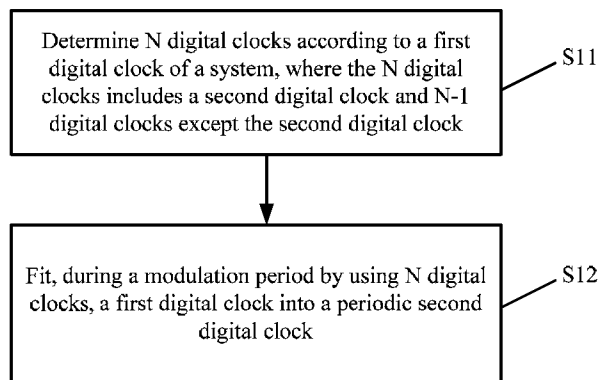 Determine N digital clocks according to a first
digital clock of a system, where the N digital
clocks includes a second digital clock and N-1
digital clocks except the second digital clock
S11
Fit, during a modulation period by using N digital
clocks, a first digital clock into a periodic second
digital clock
S12